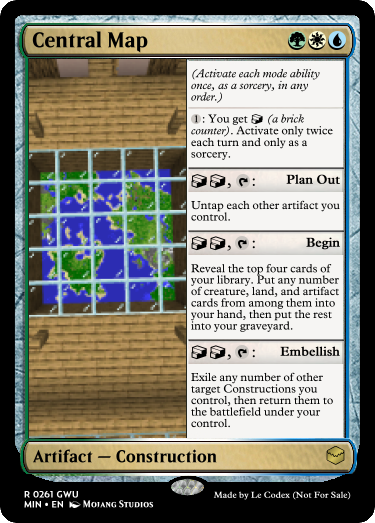 Central Map
(Activate each mode ability
once, as a sorcery, in any
order.)
1: You get (a brick
counter). Activate only twice
each turn and only as a
sorcery.
, : Plan Out
Untap each other artifact you
control.
, : Begin
Reveal the top four cards of
your library. Put any number
of creature, land, and artifact
cards from among them into
your hand, then put the rest
into your graveyard.
, : Embellish
Exile any number of other
target Constructions you
control, then return them to
the battlefield under your
control.
Artifact — Construction
R 0261 GWU
MIN • EN Mojang Studios
Made by Le Codex (Not For Sale)